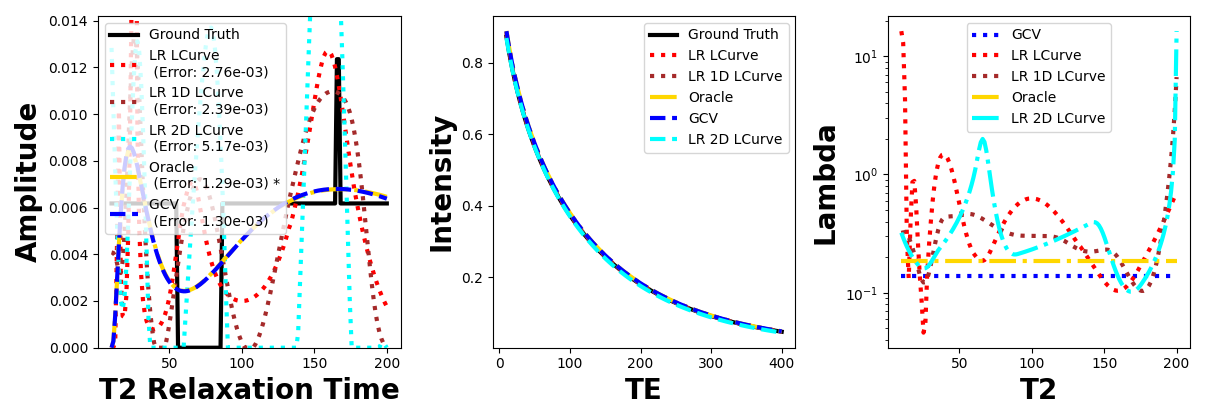 0.014
0.012
0.010
0.008
0.006
0.004
0.002
0.000
Amplitude
Ground Truth
LR LCurve
(Error: 2.76e-03)
LR 1D LCurve
(Error: 2.39e-03)
LR 2D LCurve
(Error: 5.17e-03)
Oracle
(Error: 1.29e-03) *
GCV
(Error: 1.30e-03)
50
100
150
200
T2 Relaxation Time
Intensity
0.8
0.6
0.4
0.2
Ground Truth
LR LCurve
LR 1D LCurve
Oracle
GCV
LR 2D LCurve
0
100
200
300
400
TE
Lambda
10¹
10⁰
10⁻¹
GCV
LR LCurve
LR 1D LCurve
Oracle
LR 2D LCurve
50
100
150
200
T2